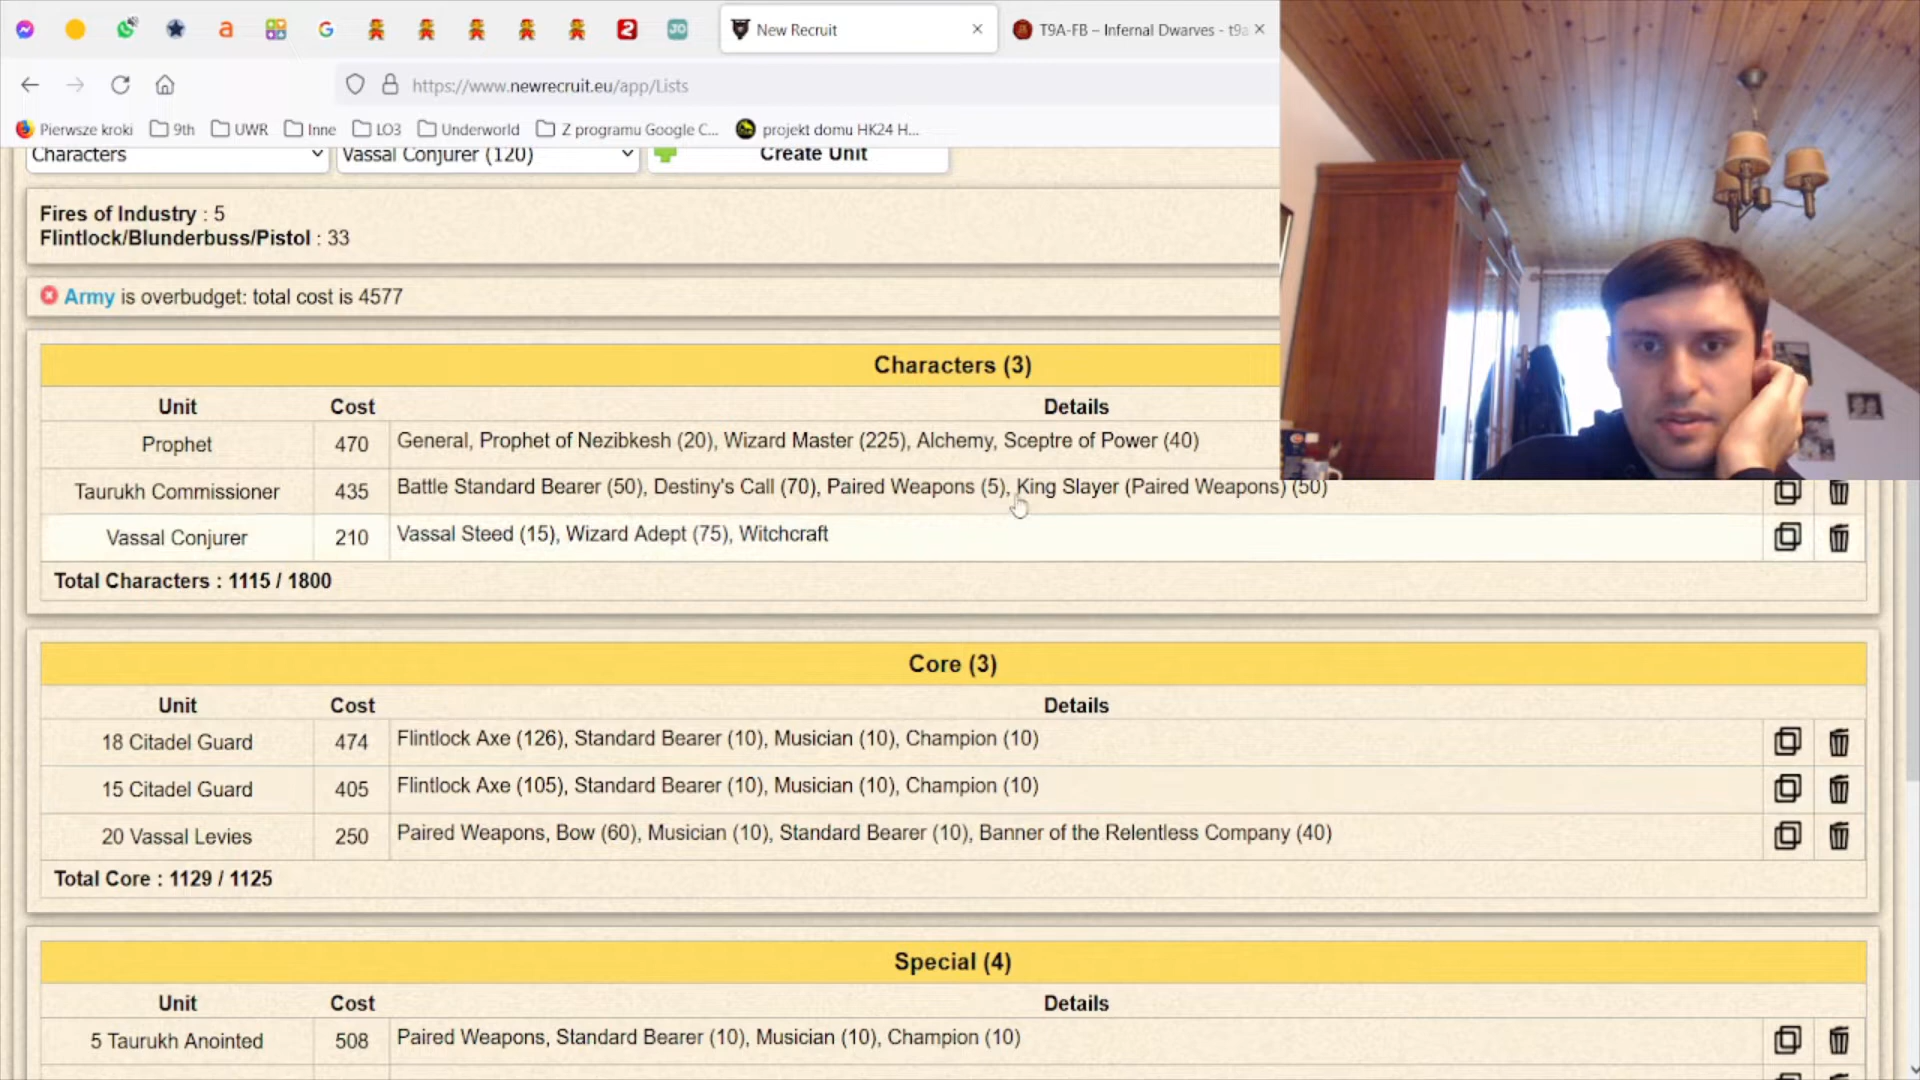 New Recruit
T9A-FB – Infernal Dwarves - t9a
https://www.newrecruit.eu/app/Lists
Pierwsze kroki
9th
UWR
Inne
LO3
Underworld
Z programu Google C...
projekt domu HK24 H...
Characters
Vassal Conjurer (120)
Create Unit
Fires of Industry : 5
Flintlock/Blunderbuss/Pistol : 33
Army is overbudget: total cost is 4577
Characters (3)
Unit Cost Details
Prophet 470 General, Prophet of Nezibkesh (20), Wizard Master (225), Alchemy, Sceptre of Power (40)
Taurukh Commissioner 435 Battle Standard Bearer (50), Destiny's Call (70), Paired Weapons (5), King Slayer (Paired Weapons) (50)
Vassal Conjurer 210 Vassal Steed (15), Wizard Adept (75), Witchcraft
Total Characters : 1115 / 1800
Core (3)
Unit Cost Details
18 Citadel Guard 474 Flintlock Axe (126), Standard Bearer (10), Musician (10), Champion (10)
15 Citadel Guard 405 Flintlock Axe (105), Standard Bearer (10), Musician (10), Champion (10)
20 Vassal Levies 250 Paired Weapons, Bow (60), Musician (10), Standard Bearer (10), Banner of the Relentless Company (40)
Total Core : 1129 / 1125
Special (4)
Unit Cost Details
5 Taurukh Anointed 508 Paired Weapons, Standard Bearer (10), Musician (10), Champion (10)